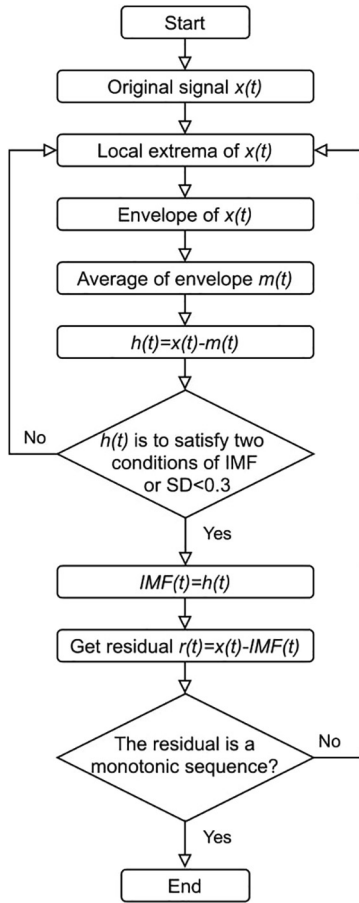 Start
Original signal x(t)
Local extrema of x(t)
Envelope of x(t)
Average of envelope m(t)
h(t)=x(t)-m(t)
No
h(t) is to satisfy two
conditions of IMF
or SD<0.3
Yes
IMF(t)=h(t)
Get residual r(t)=x(t)-IMF(t)
The residual is a
monotonic sequence?
No
Yes
End